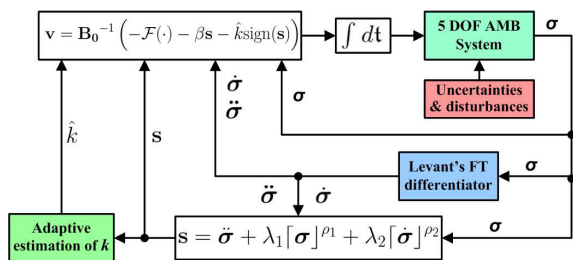 v = B₀⁻¹ (−ℱ(·) − βs − k̂sign(s))
∫ d𝔱
5 DOF AMB
System
σ
Uncertainties
& disturbances
σ̇
σ̈
σ
k̂
s
Levant's FT
differentiator
σ
σ̈
σ̇
Adaptive
estimation of k
s = σ̈ + λ₁⌈σ⌋^ρ₁ + λ₂⌈σ̇⌋^ρ₂
σ